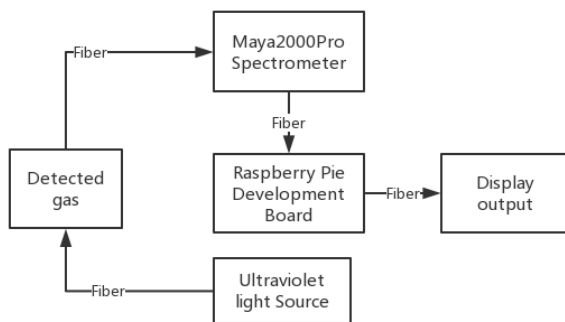 Maya2000Pro
Spectrometer
Fiber
Fiber
Detected
gas
Raspberry Pie
Development
Board
Fiber
Display
output
Fiber
Ultraviolet
light Source